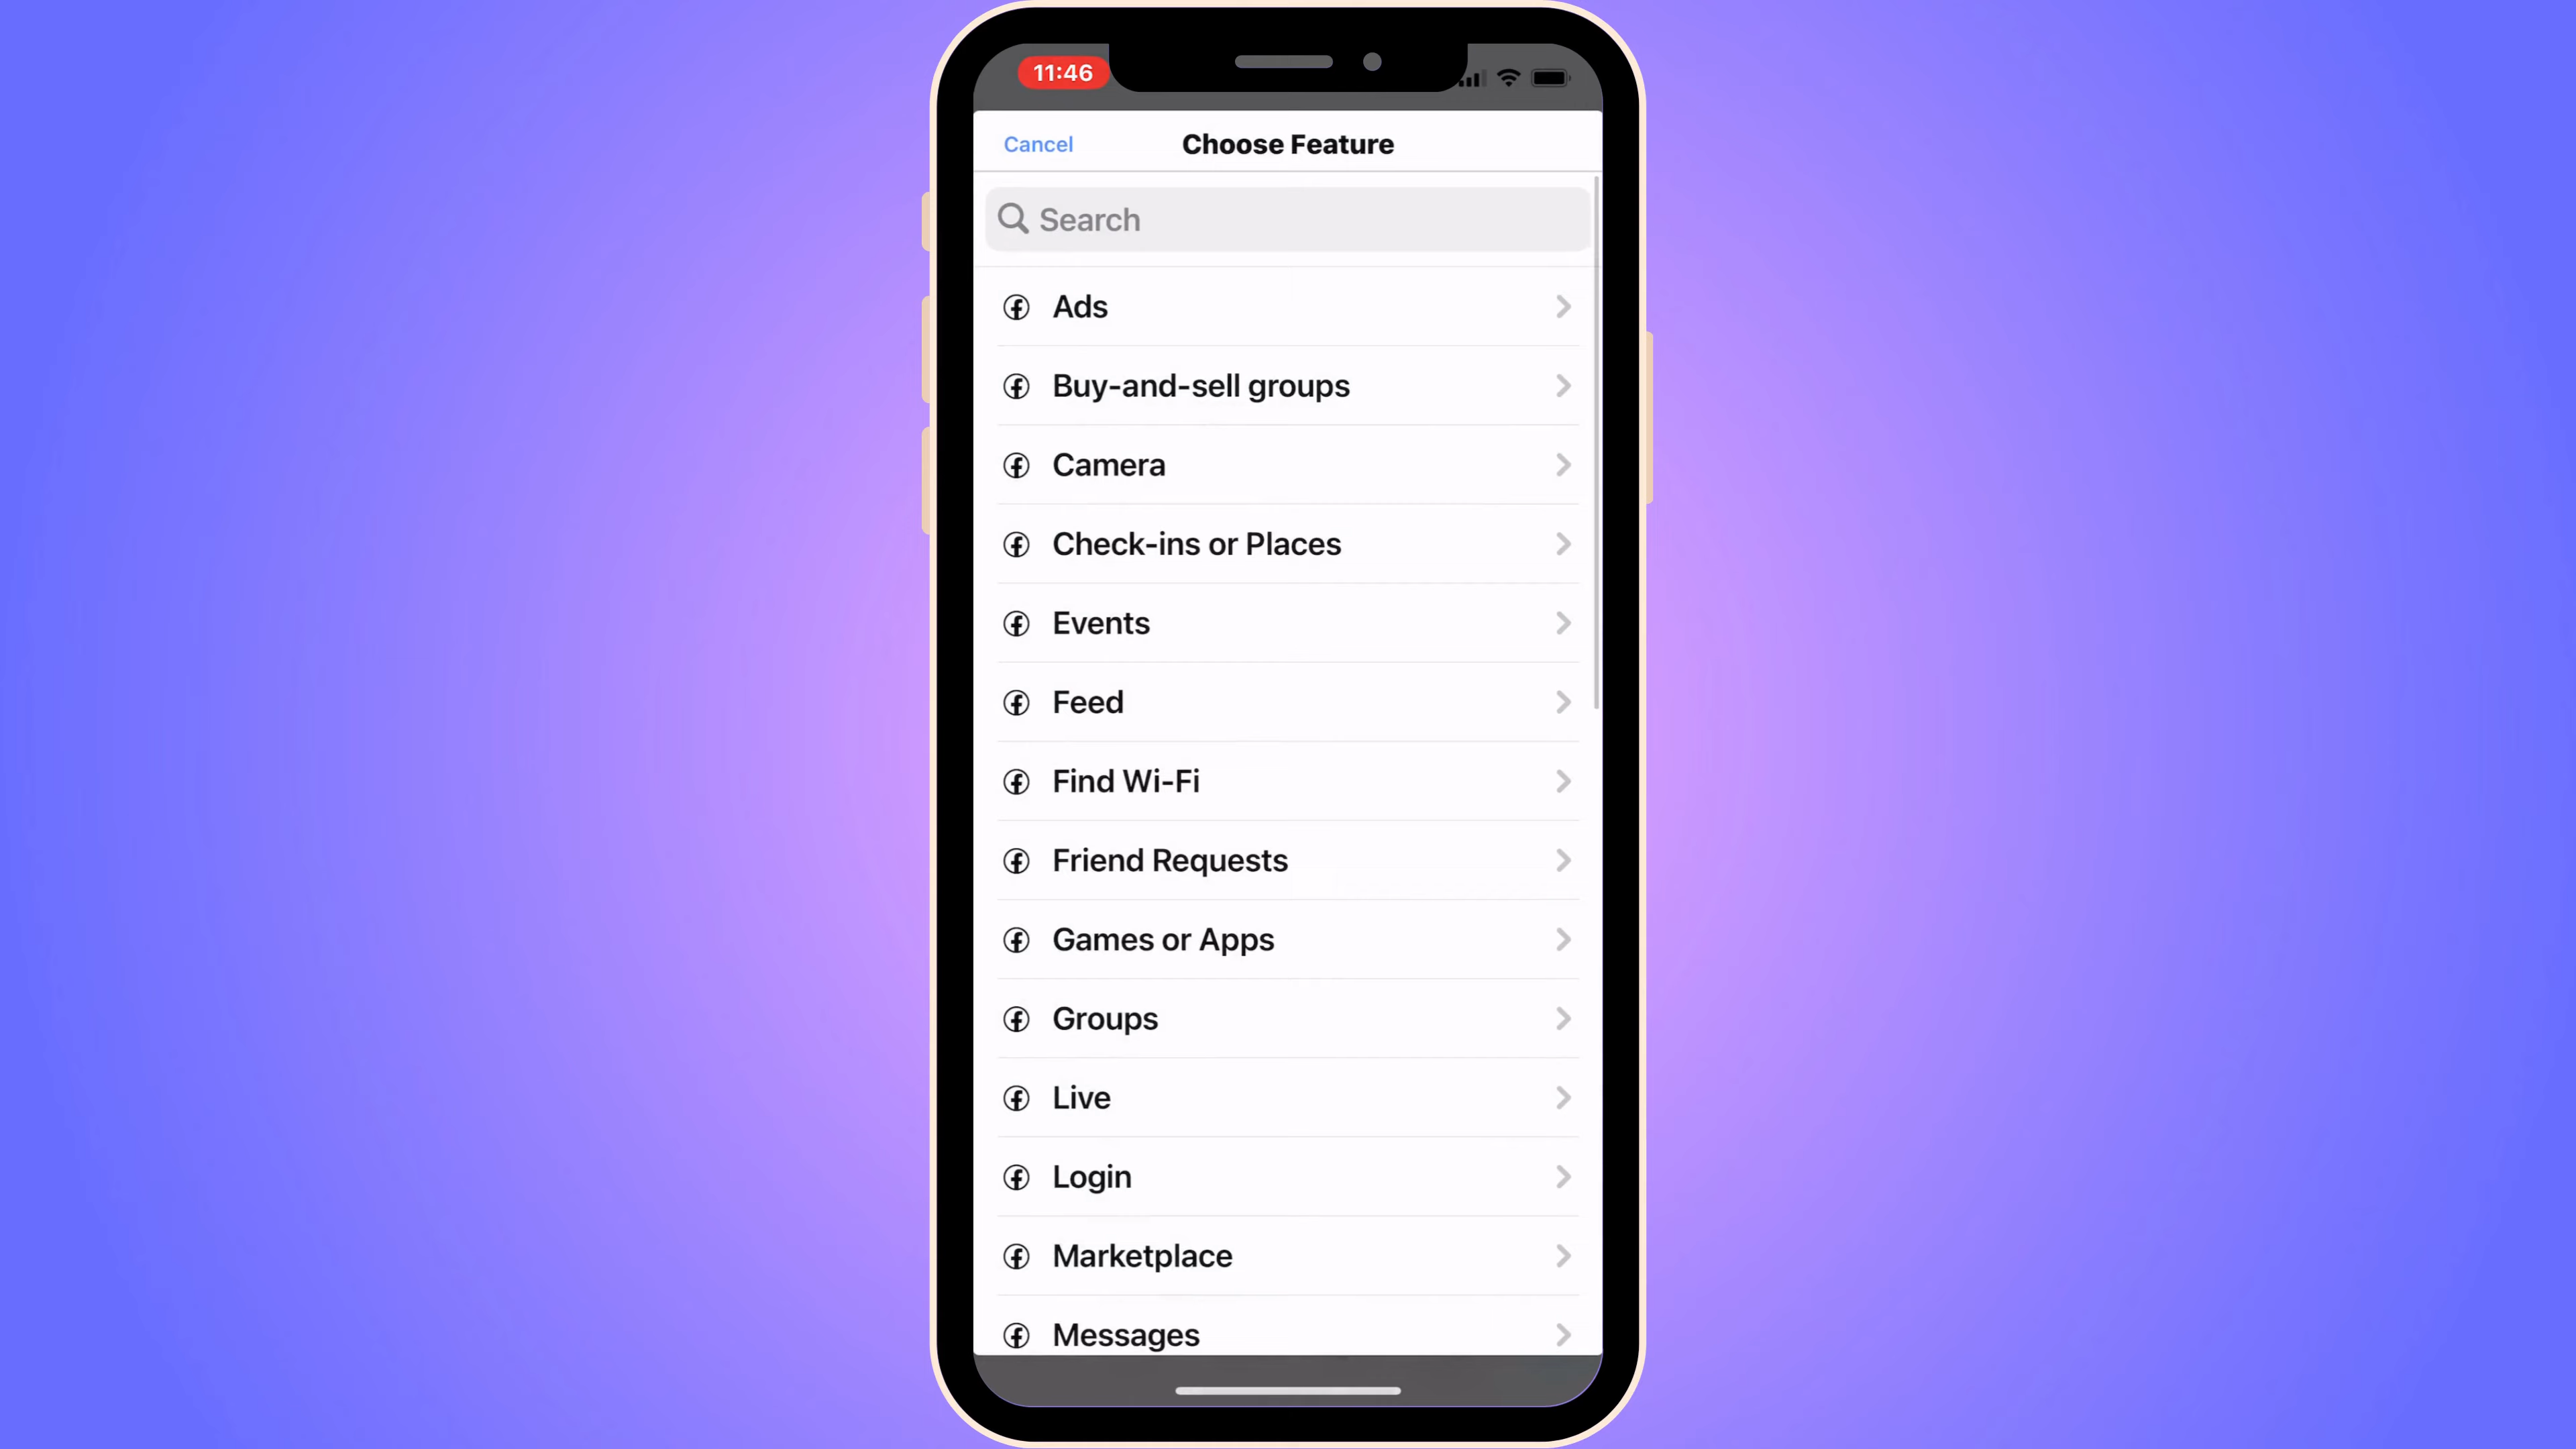 11:46
Cancel
Choose Feature
Search
Ads
Buy-and-sell groups
Camera
Check-ins or Places
Events
Feed
Find Wi-Fi
Friend Requests
Games or Apps
Groups
Live
Login
Marketplace
Messages